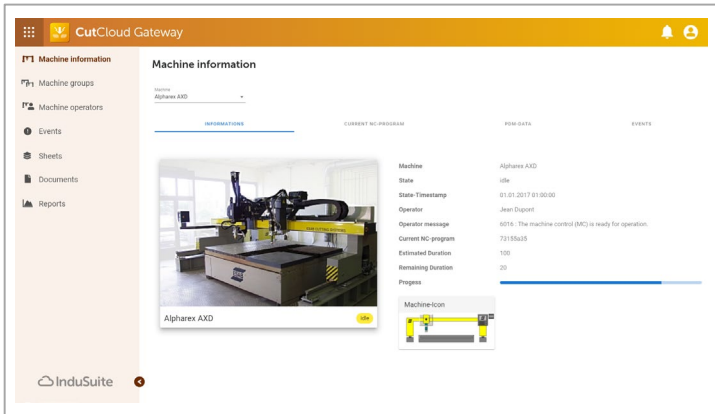 CutCloud Gateway
Machine information
Machine groups
Machine operators
Events
Sheets
Documents
Reports
InduSuite
Machine information
Machine
Alpharex AXD
INFORMATIONS CURRENT NC-PROGRAM PDM-DATA EVENTS
Alpharex AXD Idle
Machine Alpharex AXD
State idle
State-Timestamp 01.01.2017 01:00:00
Operator Jean Dupont
Operator message 6016 : The machine control (MC) is ready for operation.
Current NC-program 73155a35
Extimated Duration 100
Remaining Duration 20
Progess
Machine-Icon